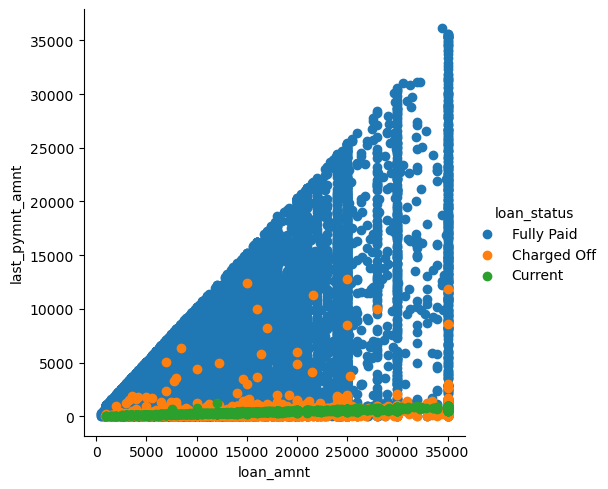 35000
30000
25000
20000
15000
10000
5000
0
last_pymnt_amnt
0 5000 10000 15000 20000 25000 30000 35000
loan_amnt
loan_status
Fully Paid
Charged Off
Current